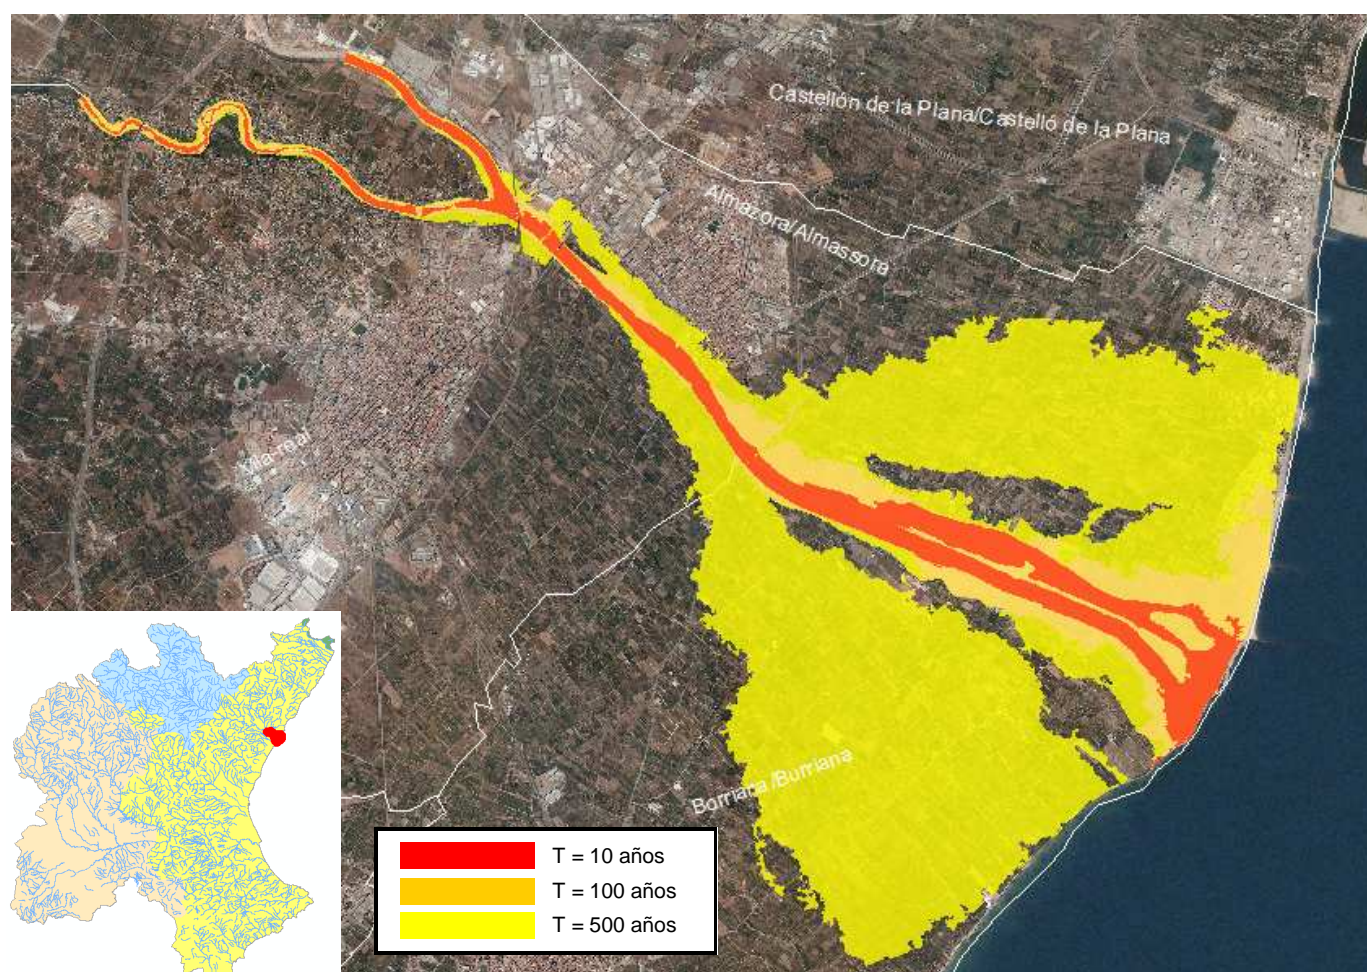 Castellón de la Plana/Castelló de la Plana
Almazora/Almassora
Vila-real
Borriana/Burriana
T = 10 años
T = 100 años
T = 500 años